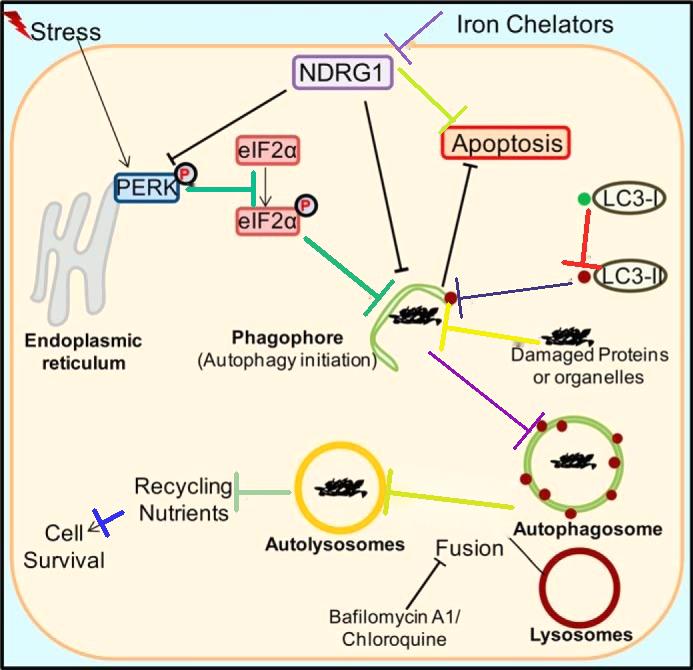 Iron Chelators
Stress
NDRG1
Apoptosis
eIF2α
P
PERK
LC3-I
P
eIF2α
LC3-II
Endoplasmic
reticulum
Phagophore
(Autophagy initiation)
Damaged Proteins
or organelles
Recycling
Nutrients
Autophagosome
Cell
Survival
Autolysosomes
Fusion
Bafilomycin A1/
Chloroquine
Lysosomes